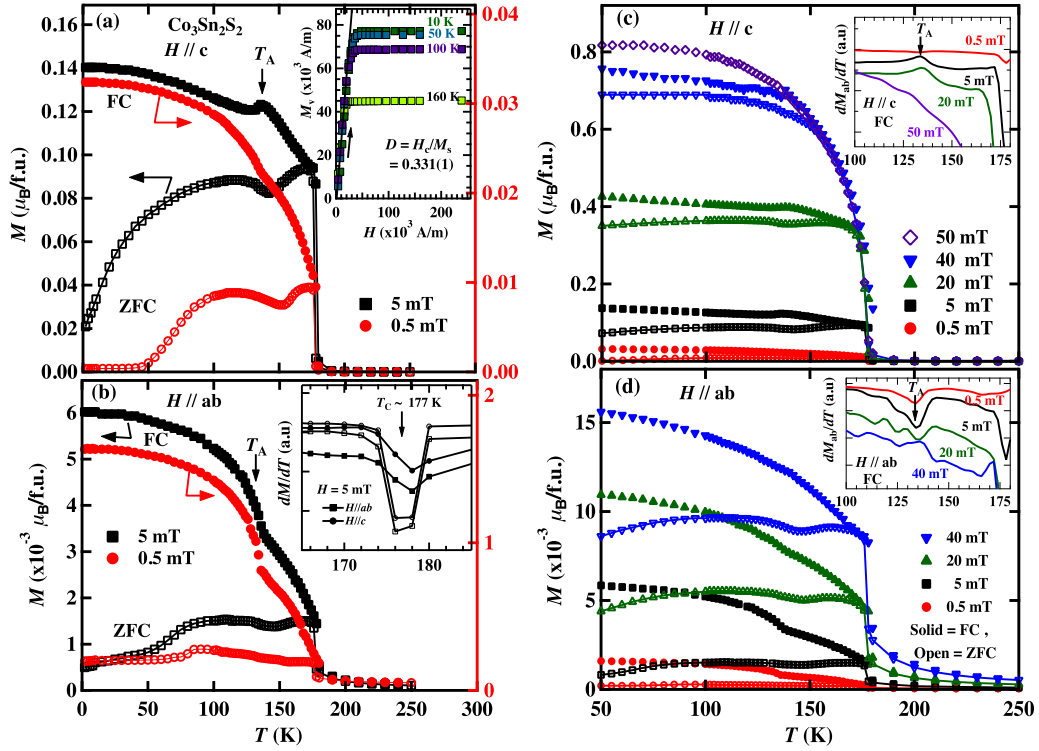 (a)
Co3Sn2S2
H // c
TA
FC
ZFC
5 mT
0.5 mT
M (μB/f.u.)
0.14
0.12
0.10
0.08
0.06
0.04
0.02
0.00
0.04
0.03
0.02
0.01
0.00
10 K
50 K
100 K
160 K
D = Hc/Ms
= 0.331(1)
Mv (x10^3 A/m)
80
60
40
20
0
0 100 200
H (x10^3 A/m)
(b)
H // ab
FC
TA
5 mT
0.5 mT
ZFC
M (x10^-3 μB/f.u.)
6
5
4
3
2
1
0
2
1
0
TC ~ 177 K
dM/dT (a.u)
H = 5 mT
H//ab
H//c
170 180
0 50 100 150 200 250 300
T (K)
(c)
H // c
M (μB/f.u.)
0.8
0.6
0.4
0.2
0.0
50 mT
40 mT
20 mT
5 mT
0.5 mT
TA
0.5 mT
5 mT
20 mT
50 mT
H // c
FC
dMab/dT (a.u)
100 125 150 175
(d)
H // ab
M (x10^-3 μB/f.u.)
15
10
5
0
40 mT
20 mT
5 mT
0.5 mT
Solid = FC ,
Open = ZFC
TA
0.5 mT
5 mT
20 mT
40 mT
H // ab
FC
dMab/dT (a.u)
100 125 150 175
50 100 150 200 250
T (K)